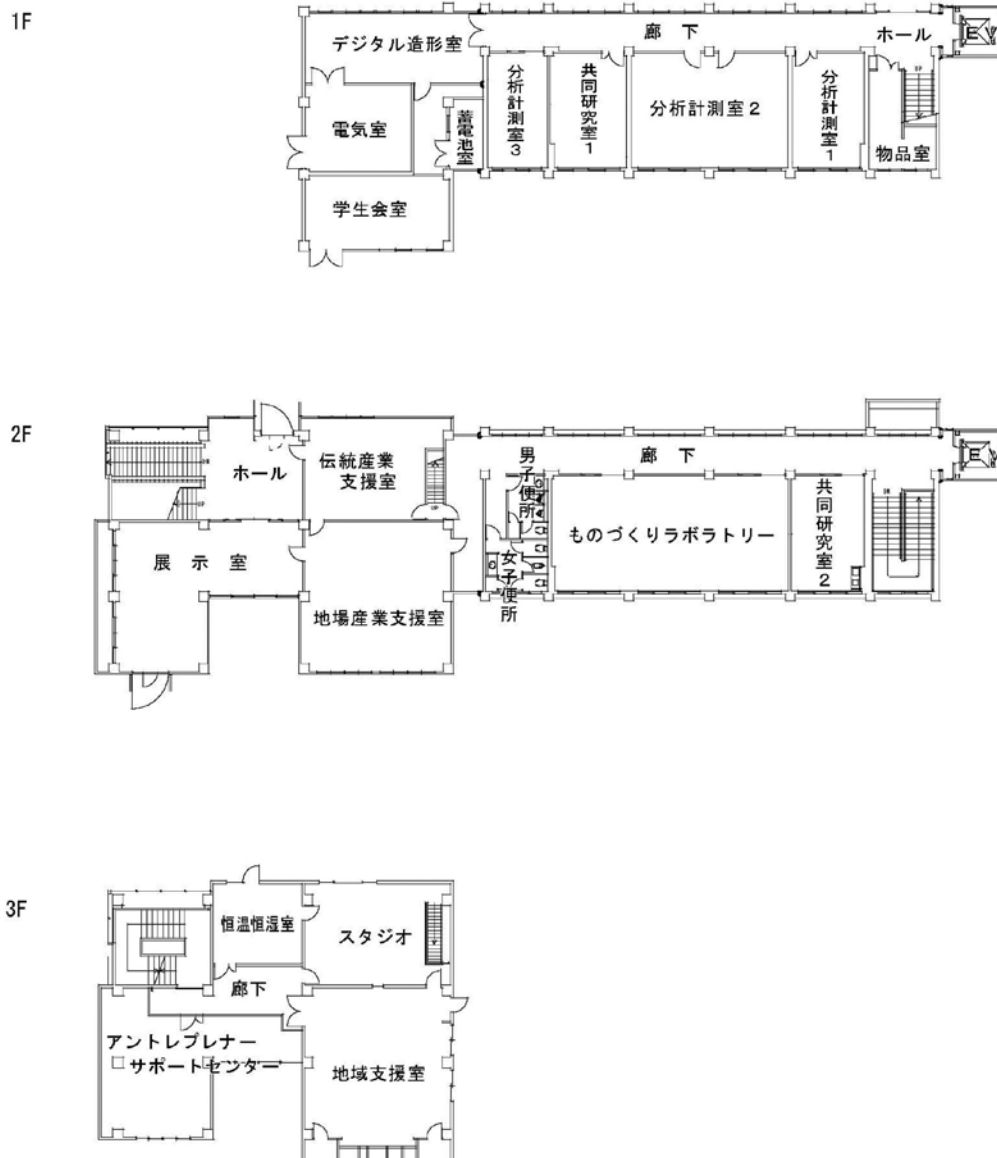 1F
デジタル造形室
廊下
ホール
E
電気室
蓄電池室
分析計測室3
共同研究室1
分析計測室2
分析計測室1
物品室
学生会室
2F
ホール
伝統産業
支援室
男子便所
廊下
E
展示室
地場産業支援室
女子便所
ものづくりラボラトリー
共同研究室2
3F
恒温恒湿室
スタジオ
廊下
アントレプレナー
サポートセンター
地域支援室